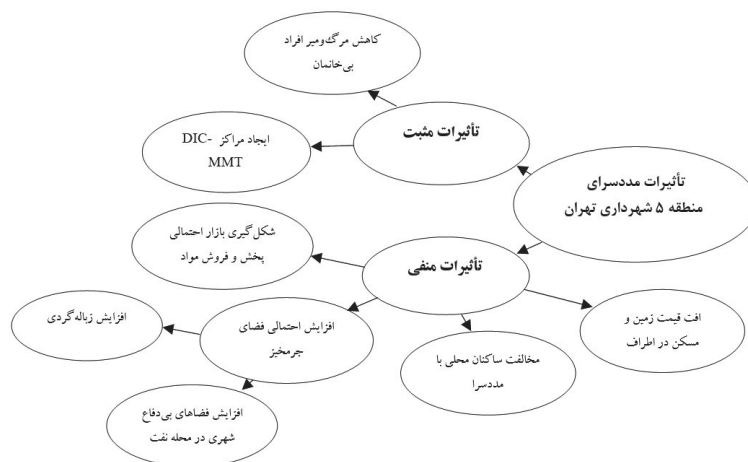 کاهش مرگ‌ومیر افراد
بی‌خانمان
تأثیرات مثبت
ایجاد مراکز DIC-
MMT
تأثیرات مددسرای
منطقه ۵ شهرداری تهران
شکل‌گیری بازار احتمالی
پخش و فروش مواد
تأثیرات منفی
افزایش زباله‌گردی
افزایش احتمالی فضای
جرمخیز
افت قیمت زمین و
مسکن در اطراف
مخالفت ساکنان محلی با
مددسرا
افزایش فضاهای بی‌دفاع
شهری در محله نفت